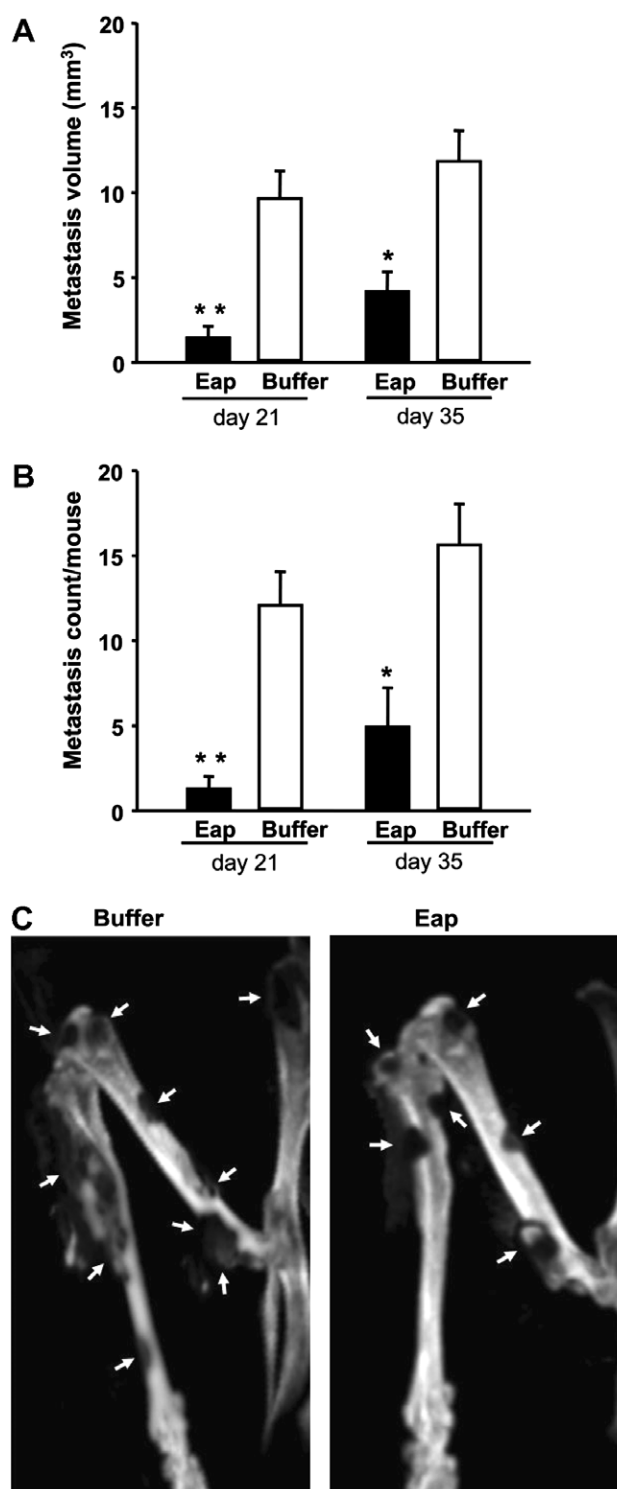 A
Metastasis volume (mm³)
20
15
10
5
0
* *
*
Eap Buffer Eap Buffer
day 21 day 35
B
Metastasis count/mouse
20
15
10
5
0
* *
*
Eap Buffer Eap Buffer
day 21 day 35
C Buffer Eap